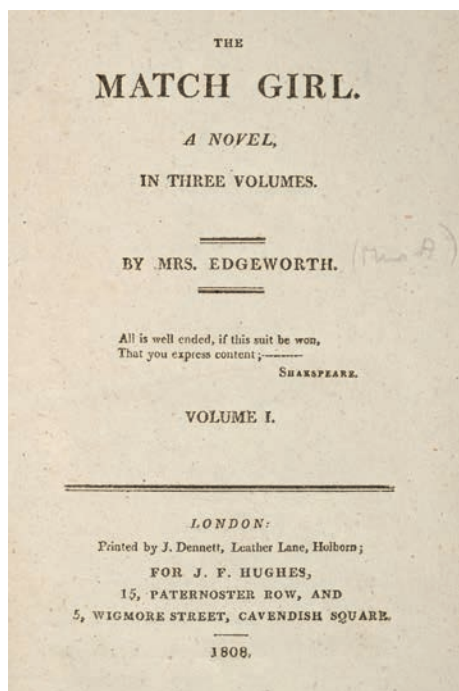 THE
MATCH GIRL.
A NOVEL,
IN THREE VOLUMES.
BY MRS. EDGEWORTH.
All is well ended, if this suit be won,
That you express content;———
SHAKSPEARE.
VOLUME I.
LONDON:
Printed by J. Dennett, Leather Lane, Holborn;
FOR J. F. HUGHES,
15, PATERNOSTER ROW, AND
5, WIGMORE STREET, CAVENDISH SQUARE.
1808.